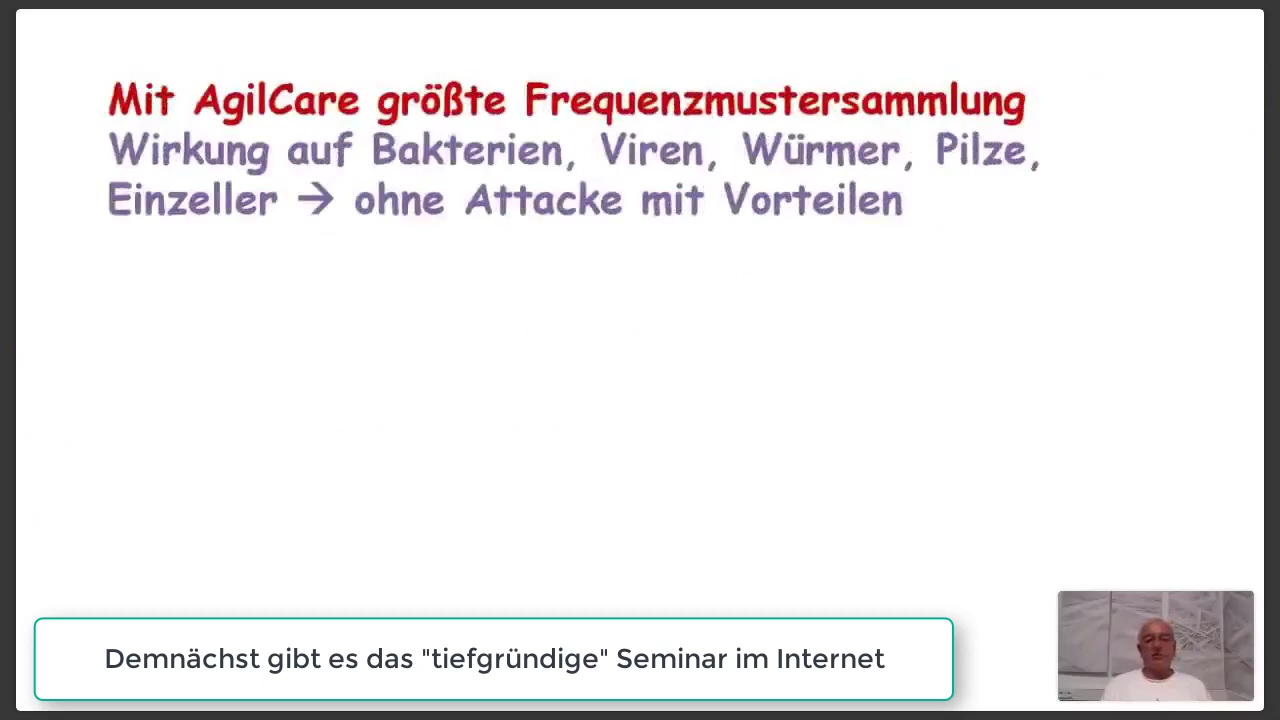 Mit AgilCare größte Frequenzmustersammlung
Wirkung auf Bakterien, Viren, Würmer, Pilze,
Einzeller → ohne Attacke mit Vorteilen
Demnächst gibt es das "tiefgründige" Seminar im Internet